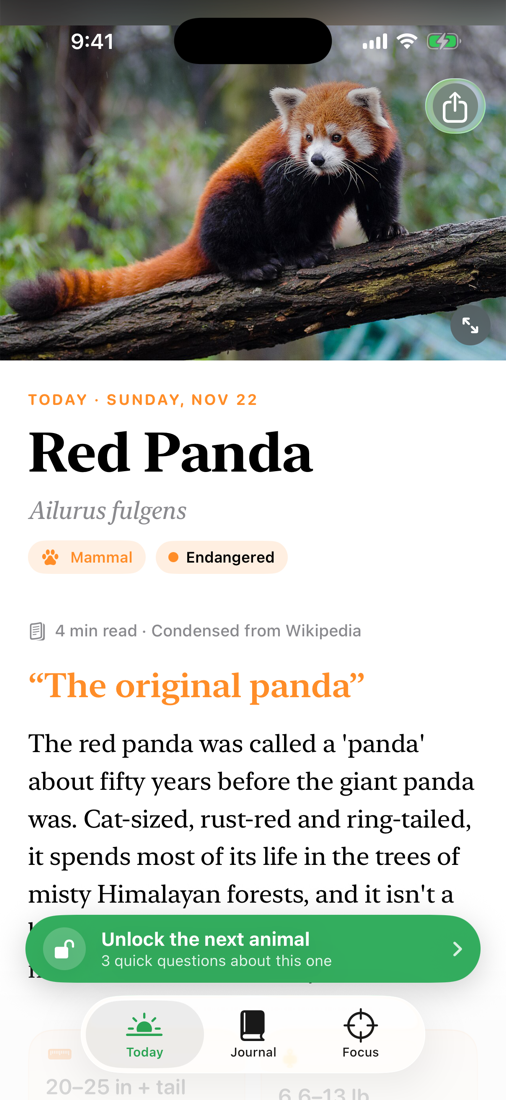 9:41
TODAY · SUNDAY, NOV 22
Red Panda
Ailurus fulgens
Mammal
Endangered
4 min read · Condensed from Wikipedia
“The original panda”
The red panda was called a 'panda'
about fifty years before the giant panda
was. Cat-sized, rust-red and ring-tailed,
it spends most of its life in the trees of
misty Himalayan forests, and it isn't a
Unlock the next animal
3 quick questions about this one
Today
Journal
Focus
20–25 in + tail
6.6–13 lb